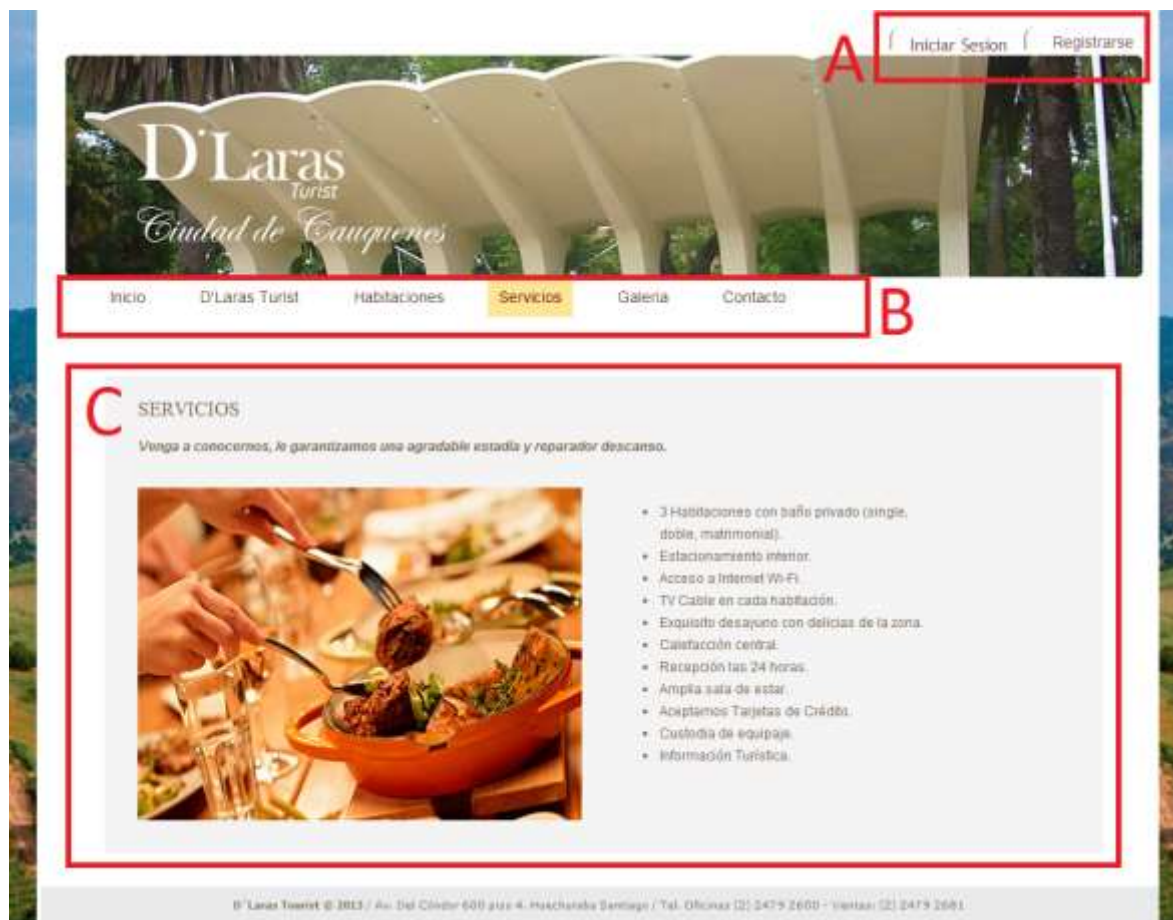 A
Iniciar Sesion Registrarse
D'Laras
Turist
Ciudad de Cauquenes
Inicio D'Laras Turist Habitaciones Servicios Galeria Contacto
B
C
SERVICIOS
Venga a conocernos, le garantizamos una agradable estadía y reparador descanso.
• 3 Habitaciones con baño privado (single,
doble, matrimonial).
• Estacionamiento interior.
• Acceso a Internet Wi-Fi.
• TV Cable en cada habitación.
• Exquisito desayuno con delicias de la zona.
• Calefacción central.
• Recepción las 24 horas.
• Amplia sala de estar.
• Aceptamos Tarjetas de Crédito.
• Custodia de equipaje.
• Información Turística.
D'Laras Tourist © 2013 / Av. Del Cóndor 600 piso 4. Huechuraba Santiago / Tel. Oficinas (2) 2479 2600 - Ventas: (2) 2479 2681